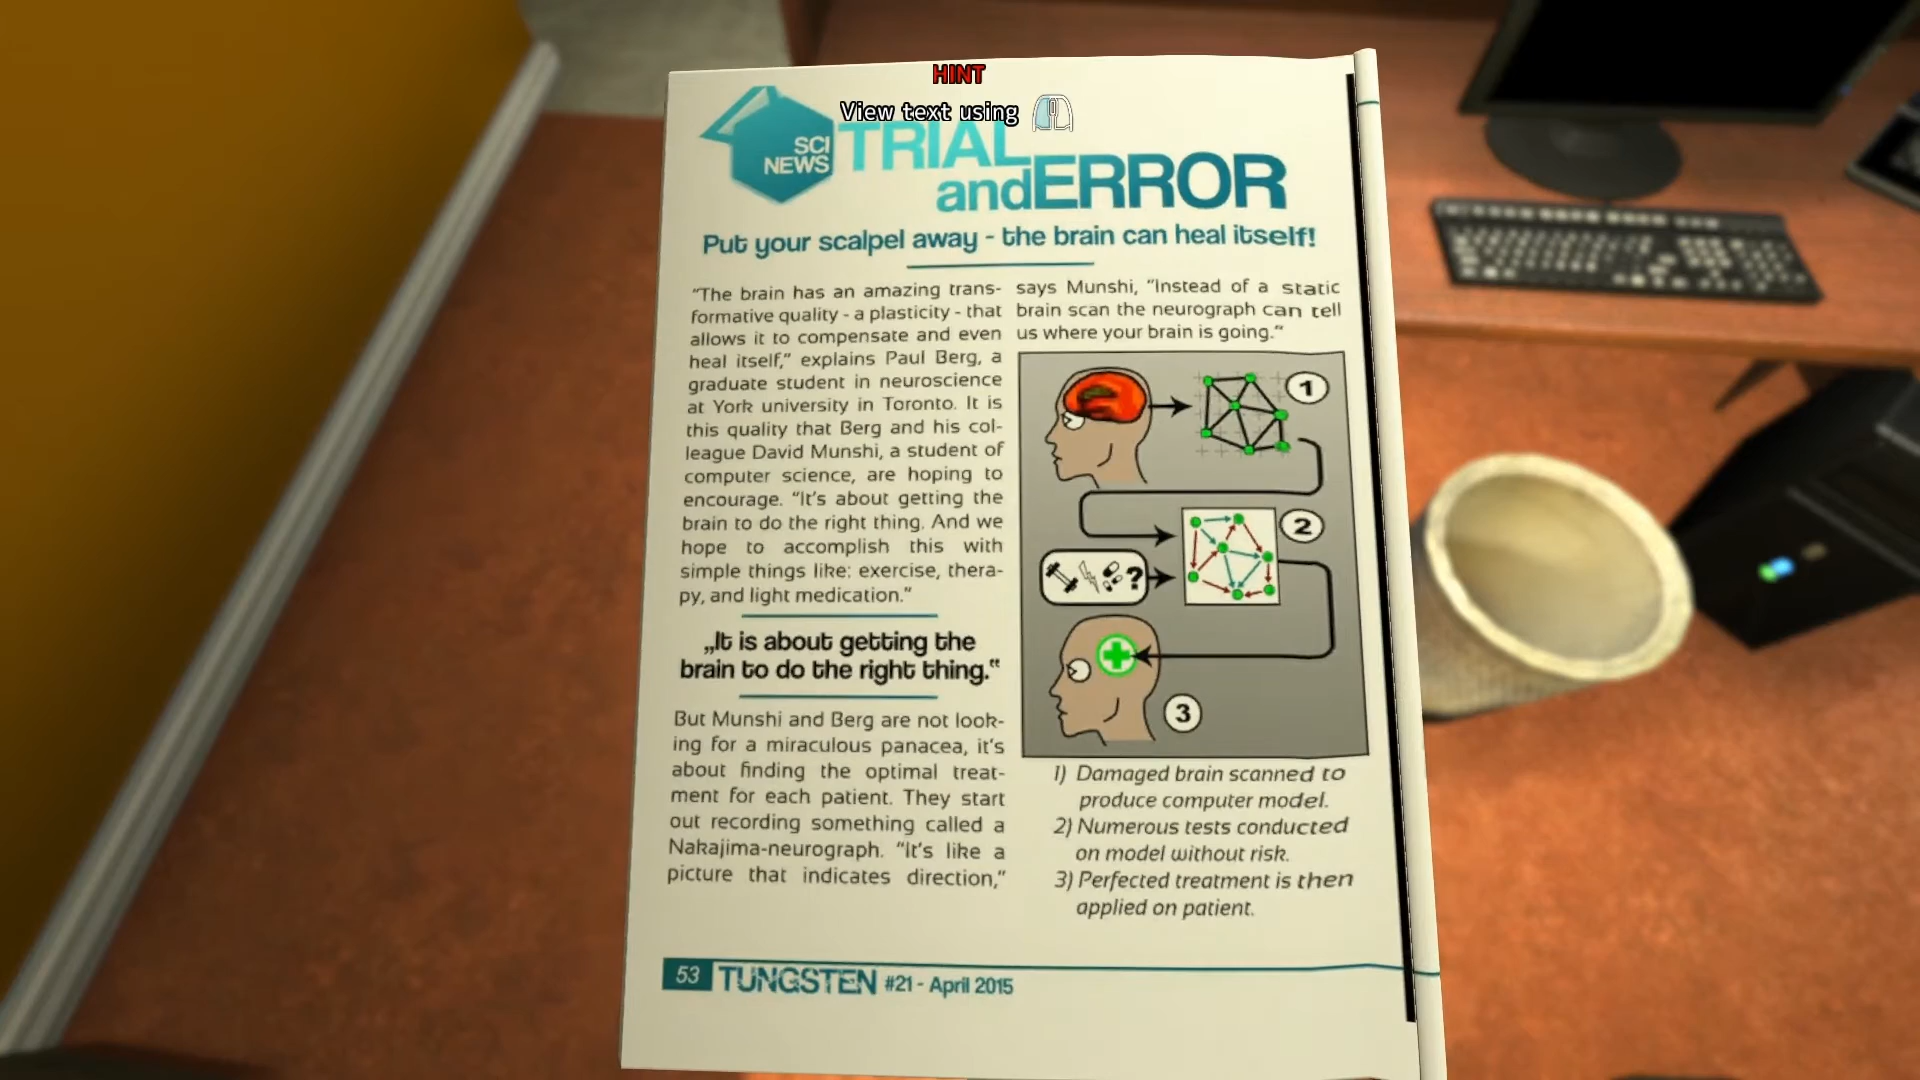 HINT
View text using
SCI
NEWS
TRIAL
andERROR
Put your scalpel away - the brain can heal itself!
"The brain has an amazing trans-
formative quality - a plasticity - that
allows it to compensate and even
heal itself," explains Paul Berg, a
graduate student in neuroscience
at York university in Toronto. It is
this quality that Berg and his col-
league David Munshi, a student of
computer science, are hoping to
encourage. "It's about getting the
brain to do the right thing. And we
hope to accomplish this with
simple things like: exercise, thera-
py, and light medication."
„It is about getting the
brain to do the right thing."
But Munshi and Berg are not look-
ing for a miraculous panacea, it's
about finding the optimal treat-
ment for each patient. They start
out recording something called a
Nakajima-neurograph. "It's like a
picture that indicates direction,"
says Munshi, "Instead of a static
brain scan the neurograph can tell
us where your brain is going."
1
2
?
3
1) Damaged brain scanned to
produce computer model.
2) Numerous tests conducted
on model without risk.
3) Perfected treatment is then
applied on patient.
53 TUNGSTEN #21 - April 2015